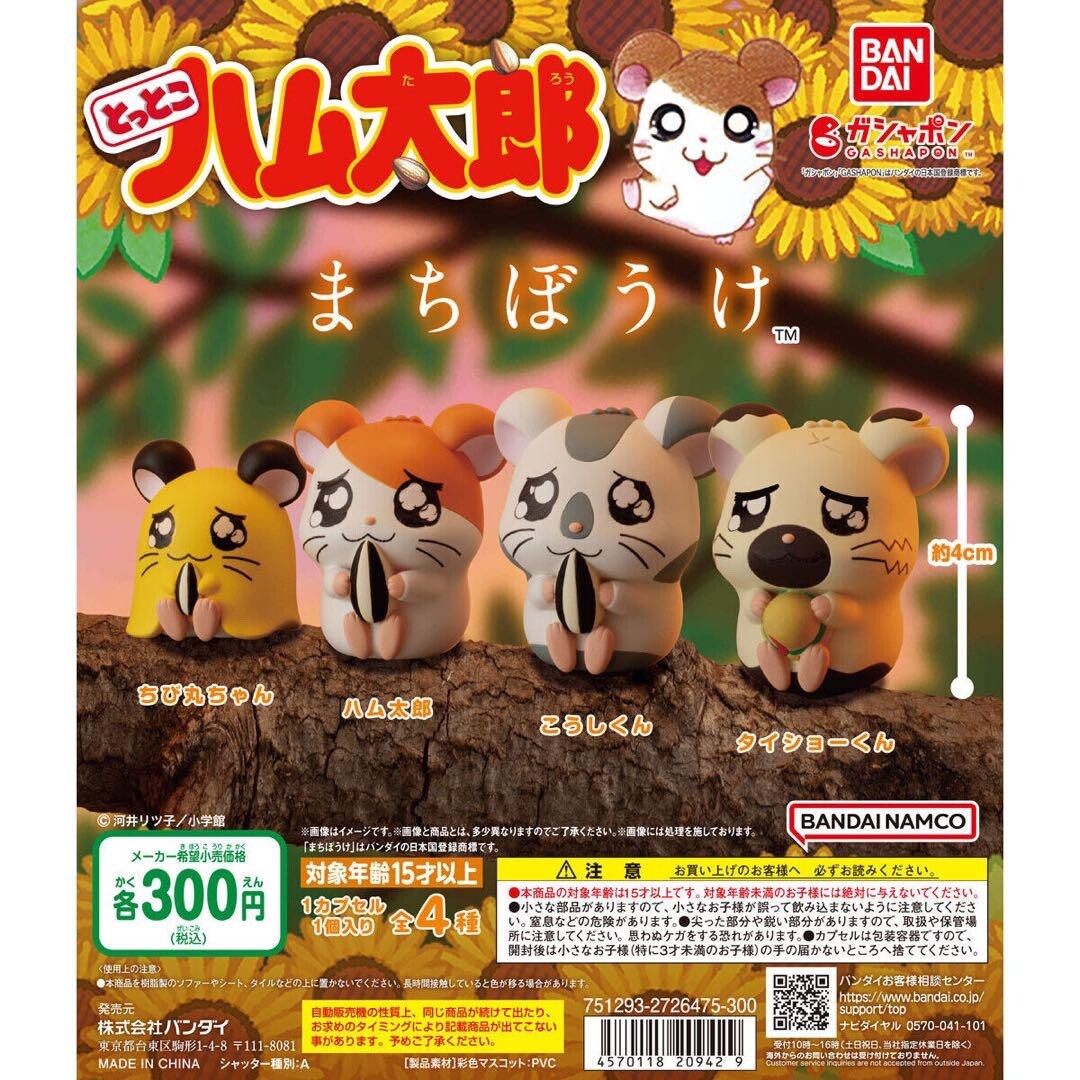 とっとこ
ハム太郎
た ろう
BAN
DAI
ガシャポン
GASHAPON™
「ガシャポン」「GASHAPON」はバンダイの日本国登録商標です。
まちぼうけ™
約4cm
ちび丸ちゃん
ハム太郎
こうしくん
タイショーくん
© 河井リツ子／小学館
※画像はイメージです。※画像と商品とは、多少異なりますのでご了承ください。※画像には処理を施しております。
「まちぼうけ」はバンダイの日本国登録商標です。
BANDAI NAMCO
き ぼう こ うり か かく
メーカー希望小売価格
かく えん
各300円
ぜいこみ
(税込)
対象年齢15才以上
1カプセル
1個入り
全4種
⚠注意 お買い上げのお客様へ 必ずお読みください。
●本商品の対象年齢は15才以上です。対象年齢未満のお子様には絶対に与えないでください。
●小さな部品がありますので、小さなお子様が誤って飲み込まないように注意してくださ
い。窒息などの危険があります。●尖った部分や鋭い部分がありますので、取扱や保管場
所に注意してください。思わぬケガをする恐れがあります。●カプセルは包装容器ですので、
開封後は小さなお子様(特に3才未満のお子様)の手の届かないところへ捨ててください。
〈使用上の注意〉
●本商品を樹脂製のソファーやシート、タイルなどの上に置かないでください。長時間接触していると色が移る場合があります。
発売元
株式会社バンダイ
東京都台東区駒形1-4-8 〒111-8081
MADE IN CHINA シャッター種別:A
自動販売機の性質上、同じ商品が続けて出たり、
お求めのタイミングにより記載商品が出てこない
事があります。予めご了承ください。
【製品素材】彩色マスコット:PVC
751293-2726475-300
4570118 209429
バンダイお客様相談センター
https://www.bandai.co.jp/
support/top
ナビダイヤル 0570-041-101
受付10時～16時(土日祝日、当社指定休業日を除く)
海外からのお問い合わせは受け付けておりません。
Customer service inquiries are not accepted from outside Japan.